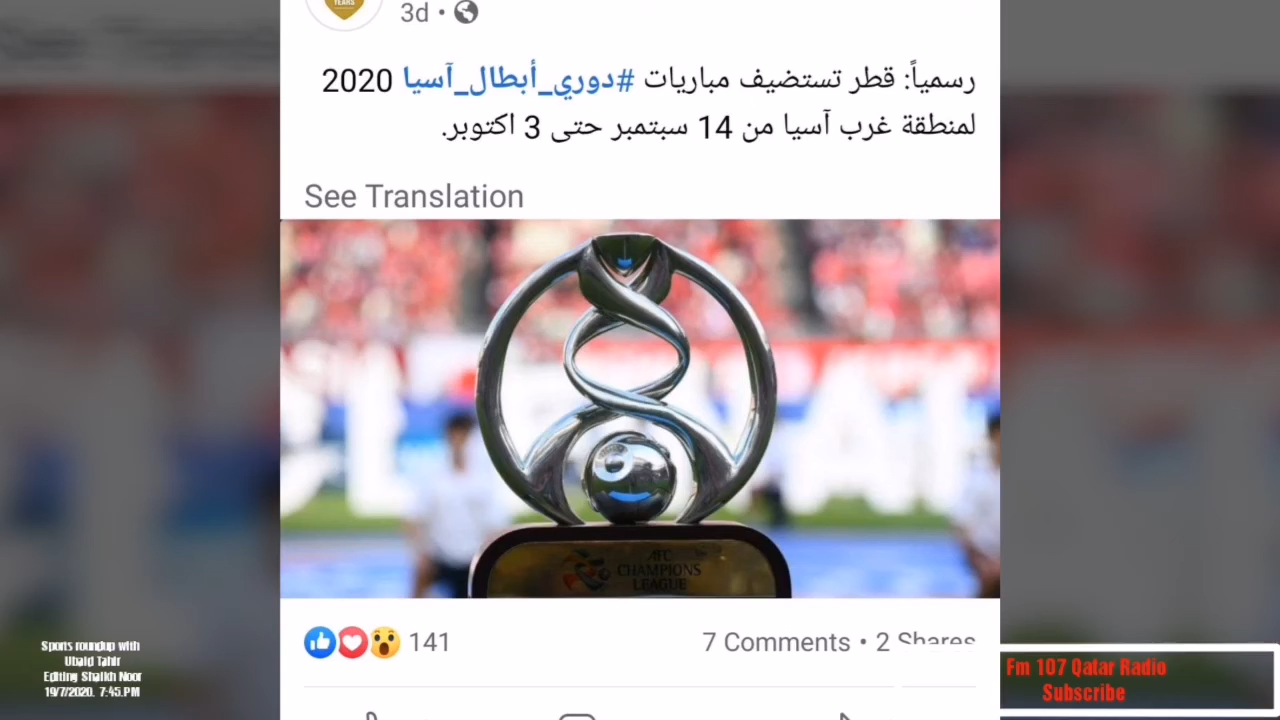 YEARS
3d •
رسمياً: قطر تستضيف مباريات #دوري_أبطال_آسيا 2020
لمنطقة غرب آسيا من 14 سبتمبر حتى 3 اكتوبر.
See Translation
AFC
CHAMPIONS
LEAGUE
141
7 Comments • 2 Shares
Sports roundup with
Ubaid Tahir
Editing Shaikh Noor
19/7/2020. 7:45.PM
Fm 107 Qatar Radio
Subscribe